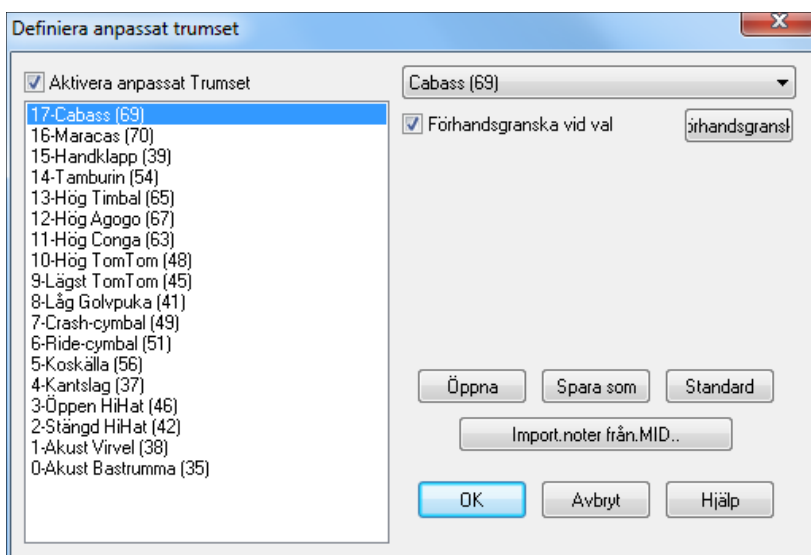 Definiera anpassat trumset
Aktivera anpassat Trumset
17-Cabass (69)
16-Maracas (70)
15-Handklapp (39)
14-Tamburin (54)
13-Hög Timbal (65)
12-Hög Agogo (67)
11-Hög Conga (63)
10-Hög TomTom (48)
9-Lägst TomTom (45)
8-Låg Golvpuka (41)
7-Crash-cymbal (49)
6-Ride-cymbal (51)
5-Koskälla (56)
4-Kantslag (37)
3-Öppen HiHat (46)
2-Stängd HiHat (42)
1-Akust Virvel (38)
0-Akust Bastrumma (35)
Cabass (69)
Förhandsgranska vid val
örhandsgransk
Öppna
Spara som
Standard
Import.noter från.MID..
OK
Avbryt
Hjälp